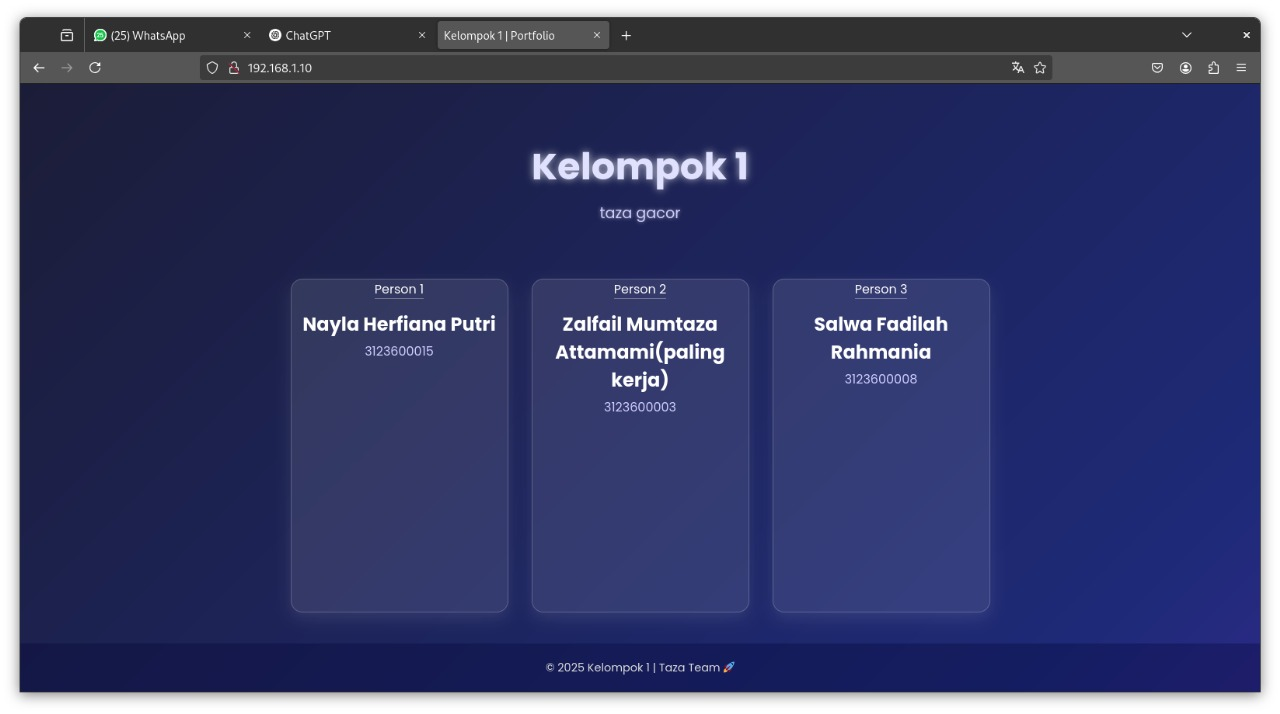 (25) WhatsApp
ChatGPT
Kelompok 1 | Portfolio
192.168.1.10
Kelompok 1
taza gacor
Person 1
Nayla Herfiana Putri
3123600015
Person 2
Zalfail Mumtaza
Attamami(paling
kerja)
3123600003
Person 3
Salwa Fadilah
Rahmania
3123600008
© 2025 Kelompok 1 | Taza Team 🚀